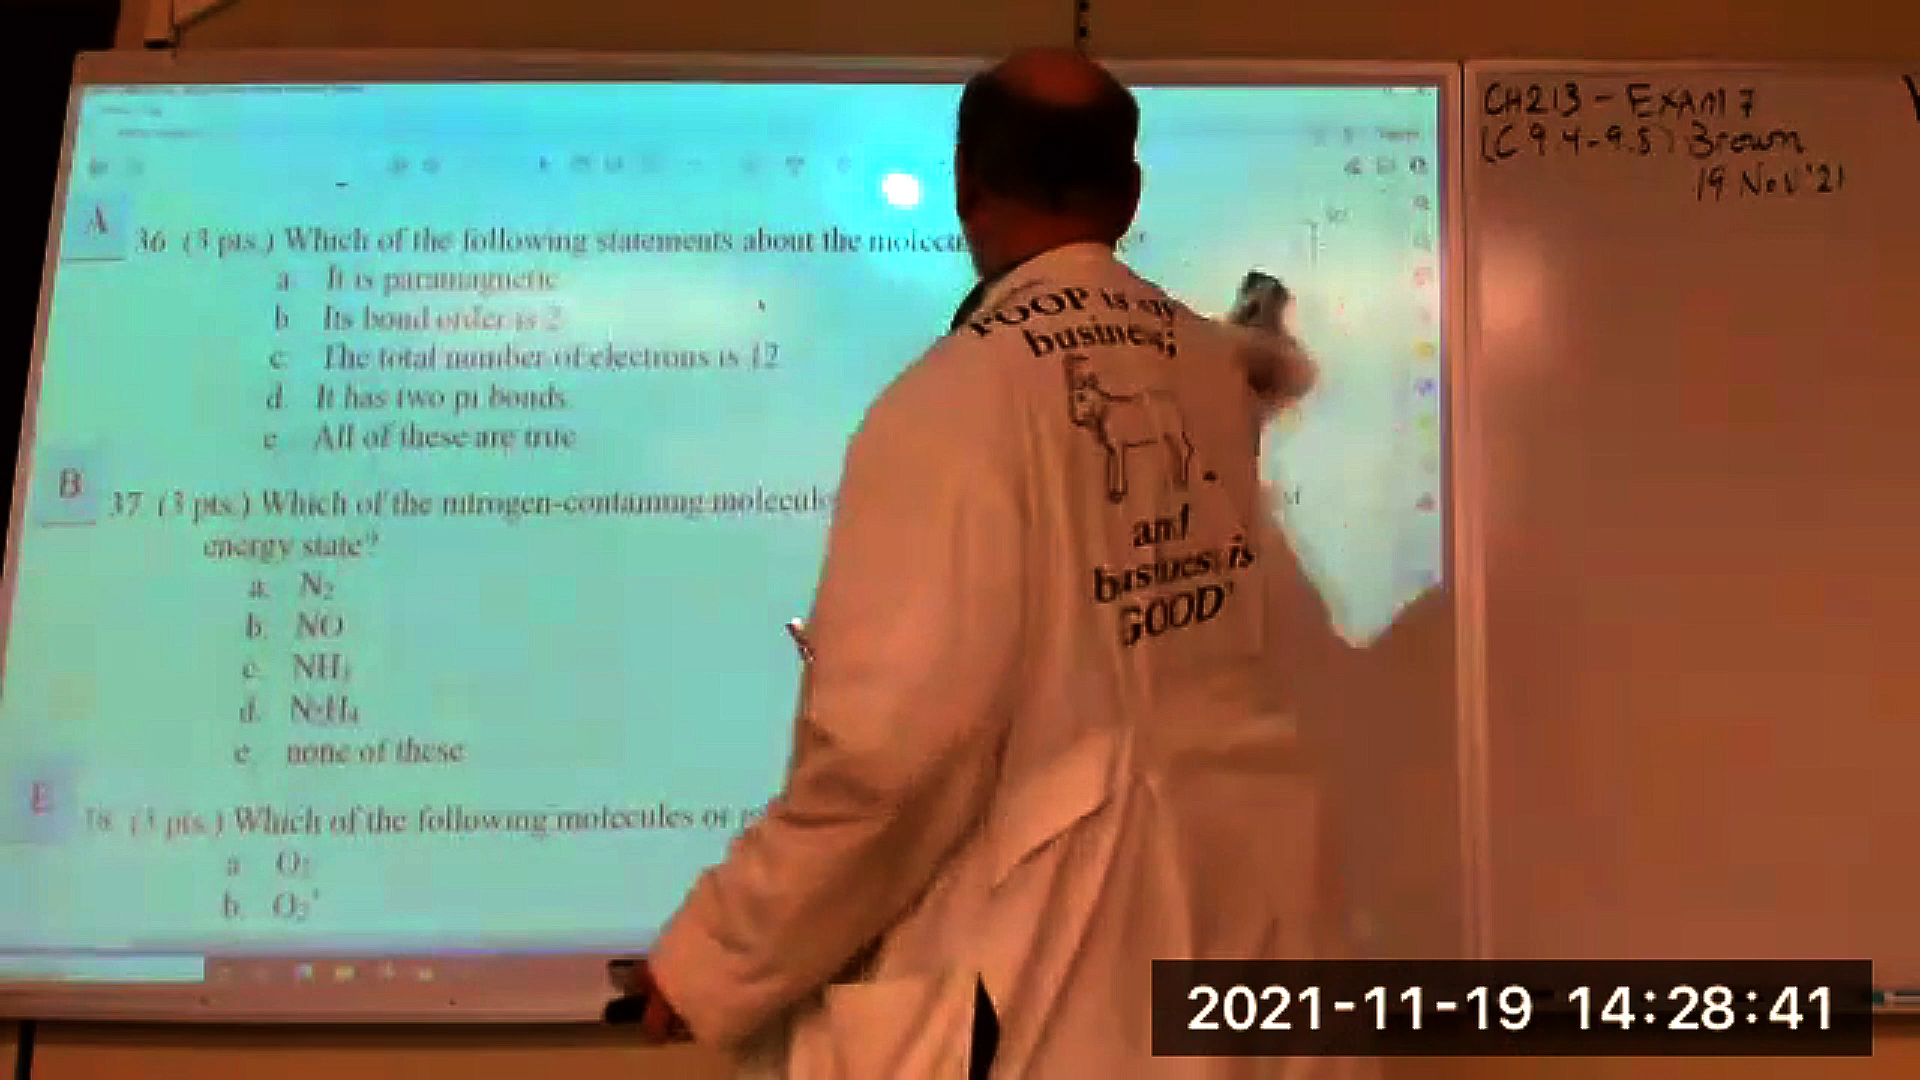 A
36 (3 pts.) Which of the following statements about the
a It is paramagnetic
b Its bond order is 2
c The total number of electrons is 12
d. It has two pi bonds.
e All of these are true
B
37 (3 pts.) Which of the nitrogen-containing
energy state?
a. N₂
b. NO
c. NH₃
d. N₂H₄
e. none of these
E
38 (3 pts.) Which of the following molecules or
a O₂
b.
CH213 - EXAM 7
(C 9.4-9.5) Brown
19 Nov '21
POOP is my
business;
and
business is
GOOD
2021-11-19 14:28:41